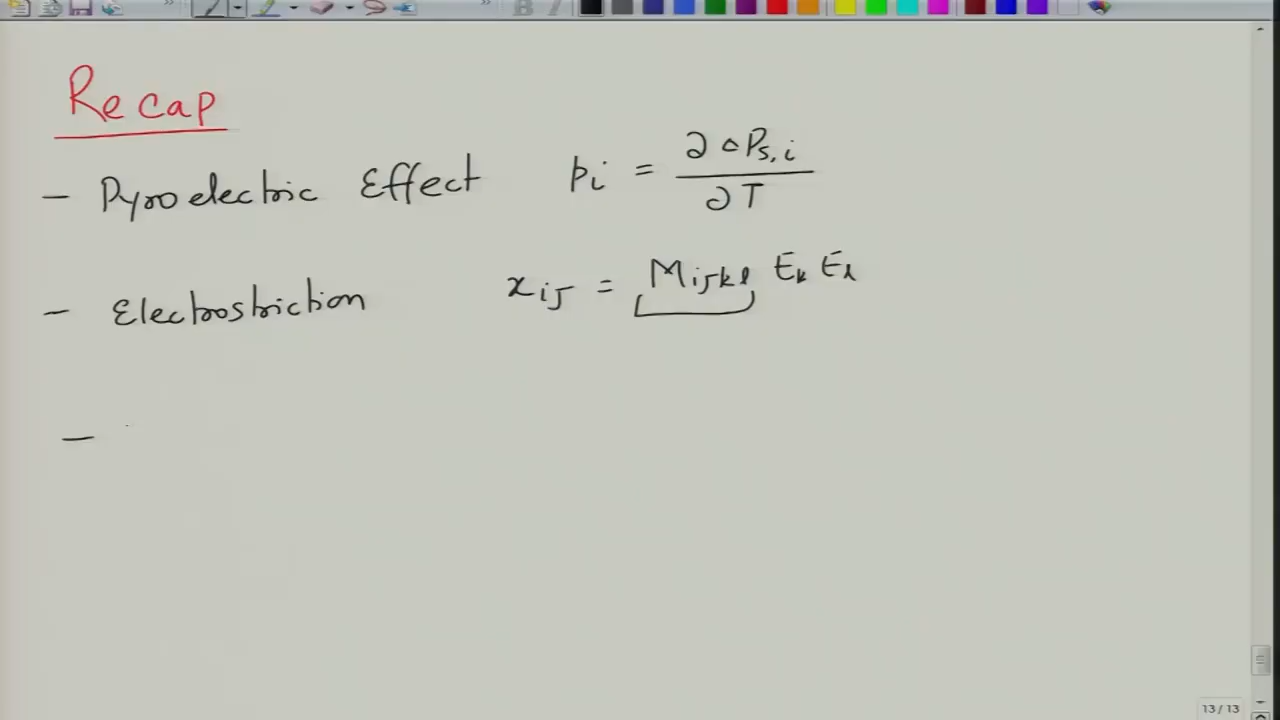 Recap
- Pyroelectric Effect pi = ∂ΔPs,i / ∂T
- Electrostriction xij = Mijkl Ek El
-
13 / 13